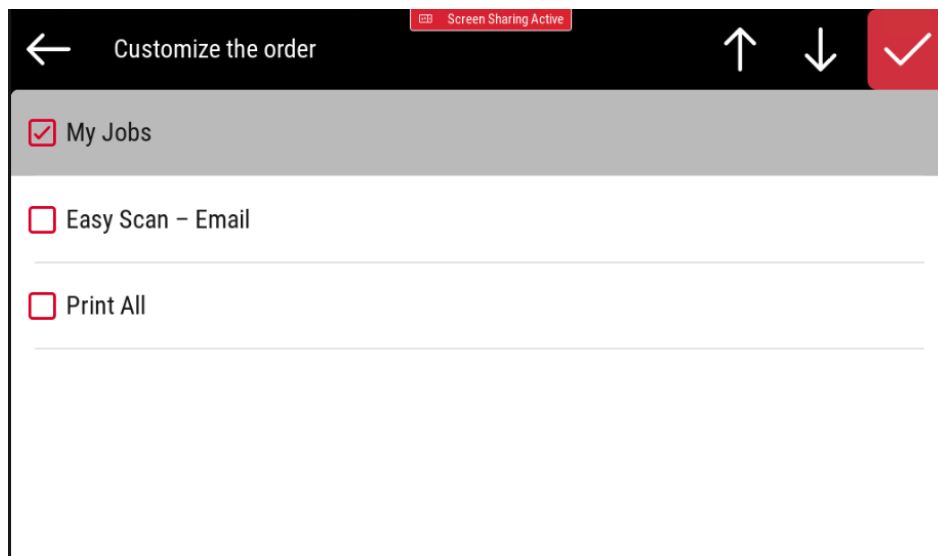 Screen Sharing Active
Customize the order
My Jobs
Easy Scan – Email
Print All